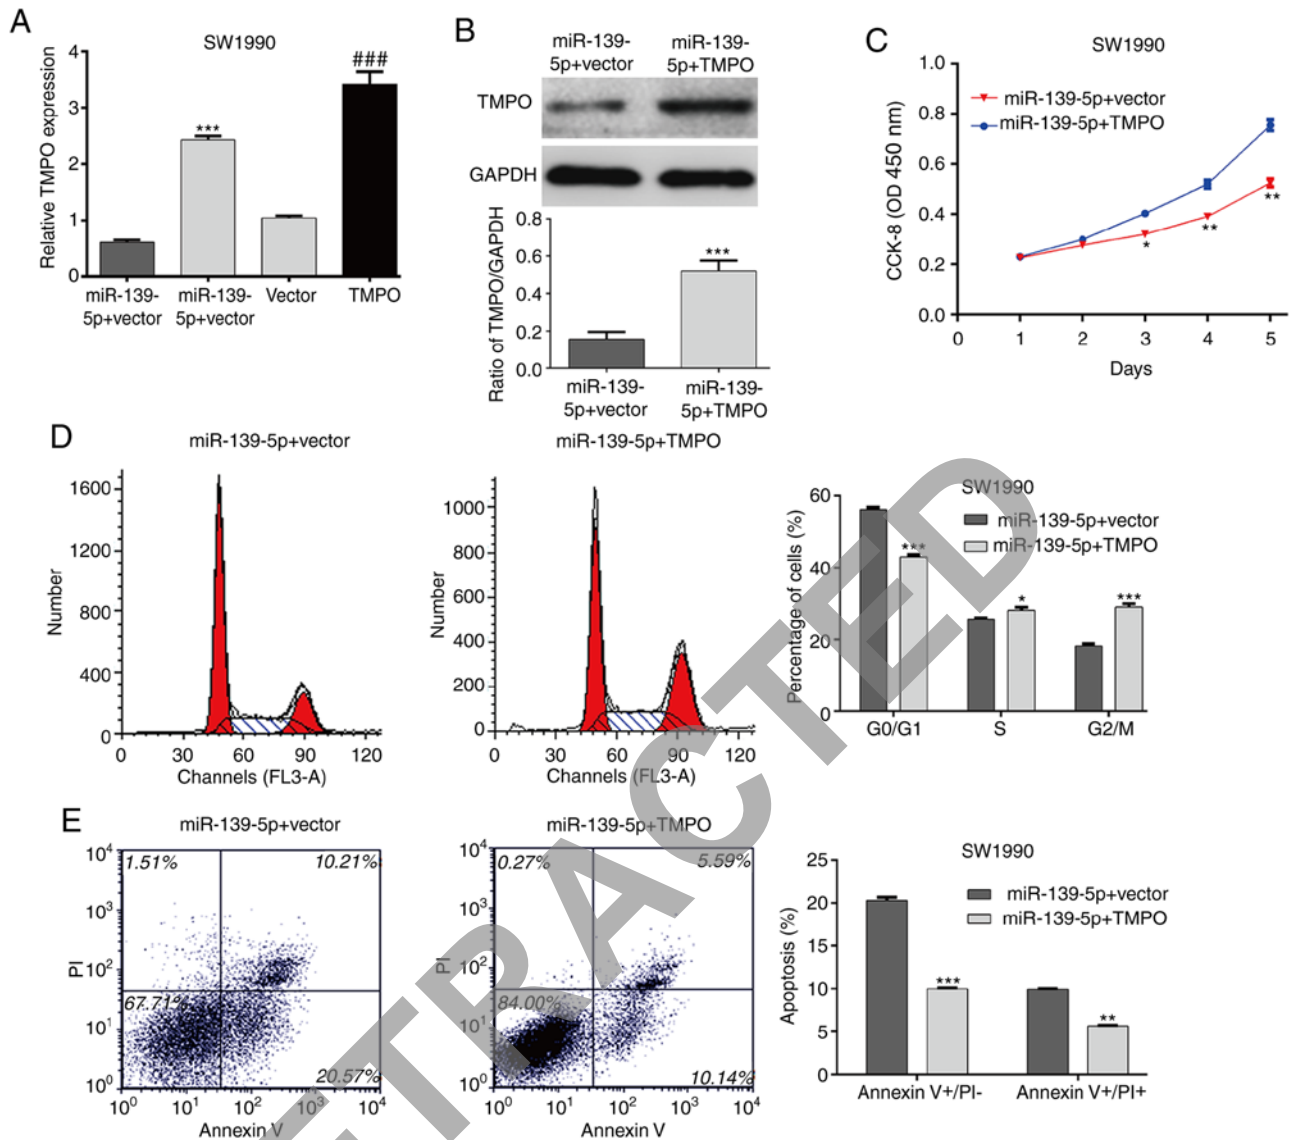 A
SW1990
Relative TMPO expression
4
3
2
1
0
***
###
miR-139-
5p+vector
miR-139-
5p+vector
Vector
TMPO
B
miR-139-
5p+vector
miR-139-
5p+TMPO
TMPO
GAPDH
Ratio of TMPO/GAPDH
0.8
0.6
0.4
0.2
0.0
***
miR-139-
5p+vector
miR-139-
5p+TMPO
C
SW1990
CCK-8 (OD 450 nm)
1.0
0.8
0.6
0.4
0.2
0.0
miR-139-5p+vector
miR-139-5p+TMPO
*
**
**
0 1 2 3 4 5
Days
D
miR-139-5p+vector
Number
1600
1200
800
400
0
0 30 60 90 120
Channels (FL3-A)
miR-139-5p+TMPO
Number
1000
800
600
400
200
0
0 30 60 90 120
Channels (FL3-A)
SW1990
miR-139-5p+vector
miR-139-5p+TMPO
Percentage of cells (%)
60
40
20
0
***
*
***
G0/G1 S G2/M
E
miR-139-5p+vector
PI
10⁴
10³
10²
10¹
10⁰
1.51% 10.21%
67.71%
20.57%
10⁰ 10¹ 10² 10³ 10⁴
Annexin V
miR-139-5p+TMPO
PI
10⁴
10³
10²
10¹
10⁰
0.27% 5.59%
84.00%
10.14%
10⁰ 10¹ 10² 10³ 10⁴
Annexin V
SW1990
miR-139-5p+vector
miR-139-5p+TMPO
Apoptosis (%)
25
20
15
10
5
0
***
**
Annexin V+/PI- Annexin V+/PI+
ETRACTED